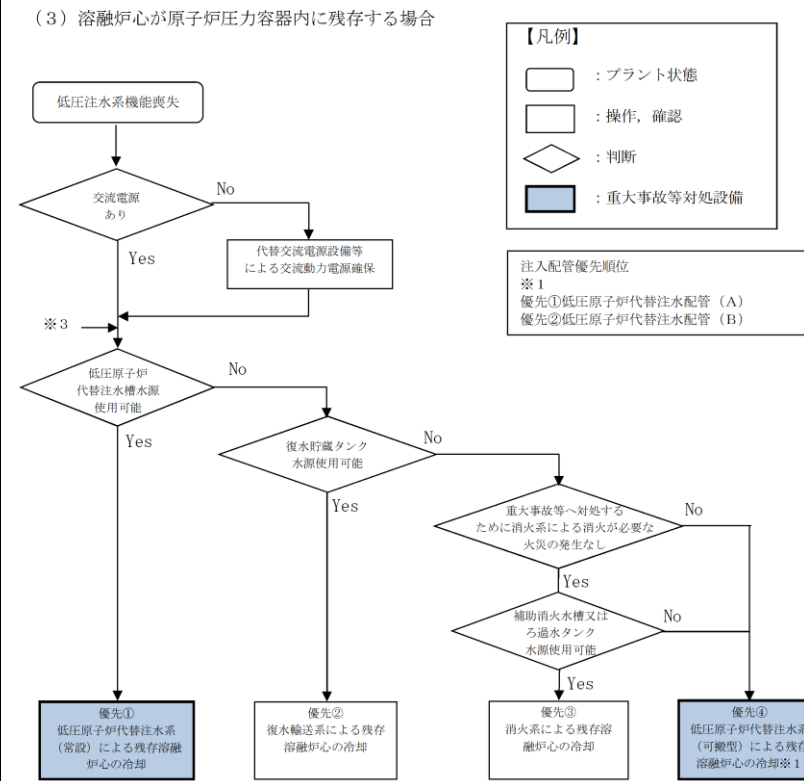 （３）溶融炉心が原子炉圧力容器内に残存する場合
【凡例】
：プラント状態
：操作，確認
：判断
：重大事故等対処設備
注入配管優先順位
※１
優先①低圧原子炉代替注水配管（Ａ）
優先②低圧原子炉代替注水配管（Ｂ）
低圧注水系機能喪失
交流電源
あり
No
Yes
代替交流電源設備等
による交流動力電源確保
※３
低圧原子炉
代替注水槽水源
使用可能
No
Yes
復水貯蔵タンク
水源使用可能
No
Yes
重大事故等へ対処する
ために消火系による消火が必要な
火災の発生なし
No
Yes
補助消火水槽又は
ろ過水タンク
水源使用可能
No
Yes
優先①
低圧原子炉代替注水系
（常設）による残存溶融
炉心の冷却
優先②
復水輸送系による残存
溶融炉心の冷却
優先③
消火系による残存溶
融炉心の冷却
優先④
低圧原子炉代替注水系
（可搬型）による残存
溶融炉心の冷却※１